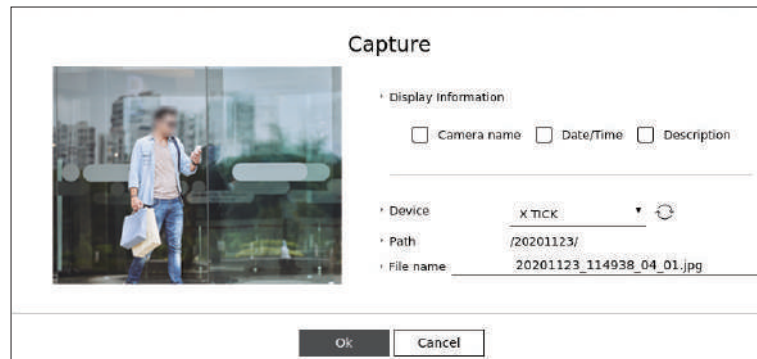 Capture
Display Information
Camera name Date/Time Description
Device X TICK
Path /20201123/
File name 20201123_114938_04_01.jpg
Ok Cancel